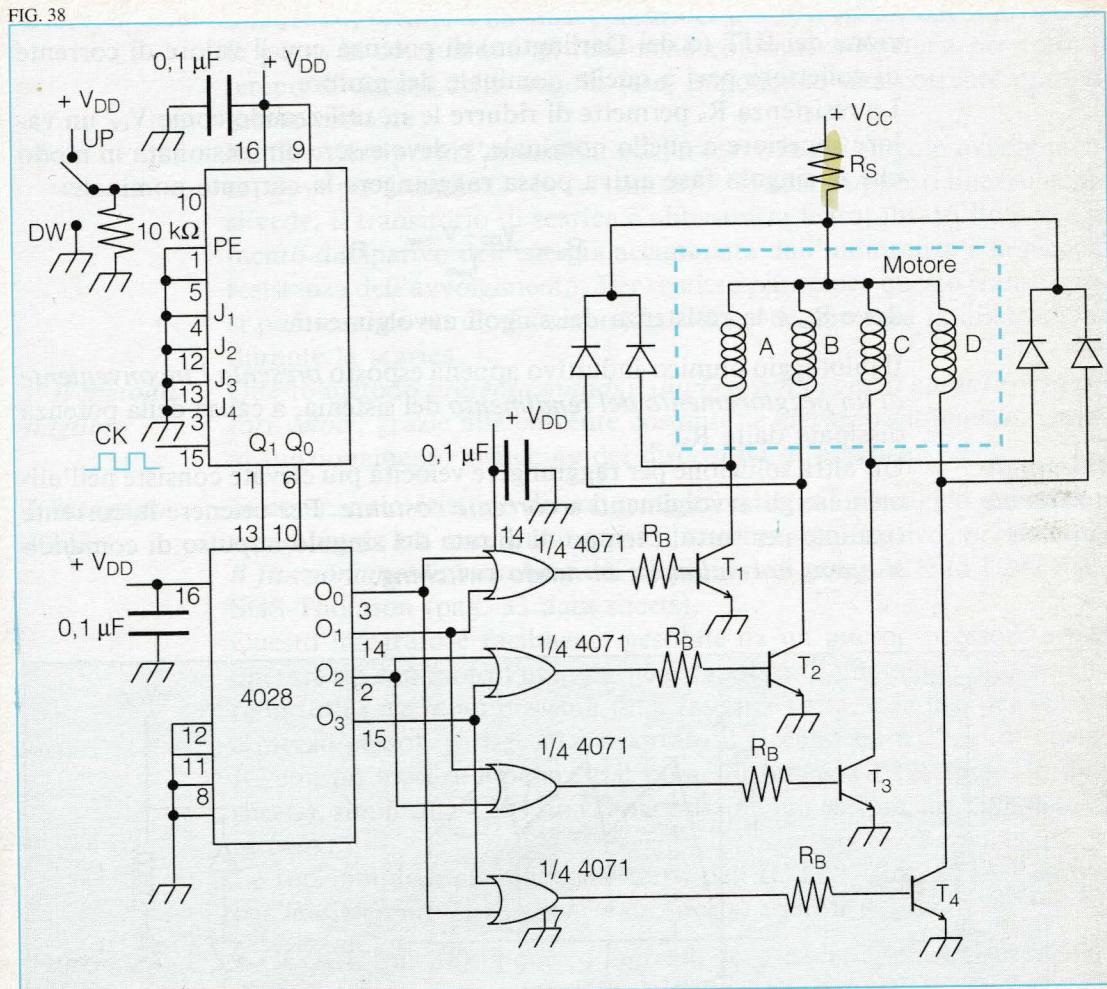 FIG. 38
0,1 μF
+ VDD
+ VDD
UP
16
9
+ VCC
RS
10
DW
10 kΩ
PE
1
5
J1
4
J2
12
J3
13
J4
3
CK
15
Q1 Q0
11 6
13 10
Motore
A B C D
VDD
0,1 μF
14
1/4 4071
RB
T1
+ VDD
16
0,1 μF
O0
3
O1
14
O2
2
O3
15
4028
1/4 4071
RB
T2
12
11
8
1/4 4071
RB
T3
1/4 4071
RB
T4
7